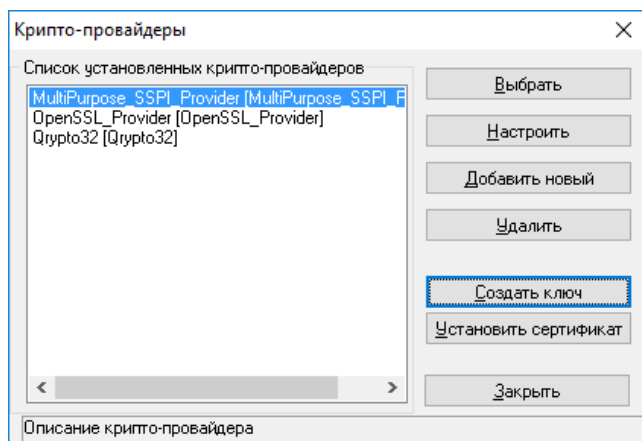 Крипто-провайдеры
Список установленных крипто-провайдеров
MultiPurpose_SSPI_Provider [MultiPurpose_SSPI_P
OpenSSL_Provider [OpenSSL_Provider]
Qrypto32 [Qrypto32]
Выбрать
Настроить
Добавить новый
Удалить
Создать ключ
Установить сертификат
Закрыть
Описание крипто-провайдера